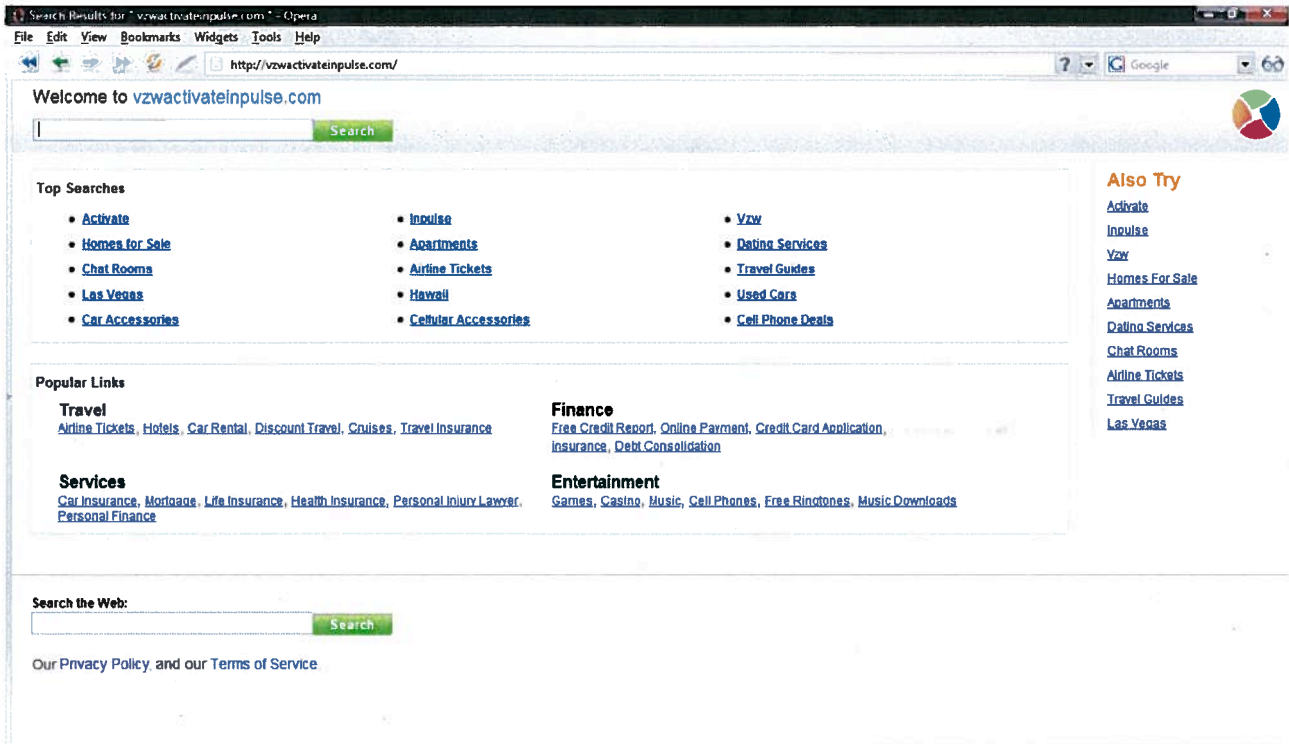 Search Results for " vzwactivateinpulse.com " - Opera
File Edit View Bookmarks Widgets Tools Help
http://vzwactivateinpulse.com/ ? G Google
Welcome to vzwactivateinpulse.com
Search
Top Searches
Activate Inpulse Vzw
Homes for Sale Apartments Dating Services
Chat Rooms Airline Tickets Travel Guides
Las Vegas Hawaii Used Cars
Car Accessories Cellular Accessories Cell Phone Deals
Also Try
Activate
Inpulse
Vzw
Homes For Sale
Apartments
Dating Services
Chat Rooms
Airline Tickets
Travel Guides
Las Vegas
Popular Links
Travel
Airline Tickets, Hotels, Car Rental, Discount Travel, Cruises, Travel Insurance
Finance
Free Credit Report, Online Payment, Credit Card Application,
insurance, Debt Consolidation
Services
Car Insurance, Mortgage, Life Insurance, Health Insurance, Personal Injury Lawyer,
Personal Finance
Entertainment
Games, Casino, Music, Cell Phones, Free Ringtones, Music Downloads
Search the Web:
Search
Our Privacy Policy, and our Terms of Service